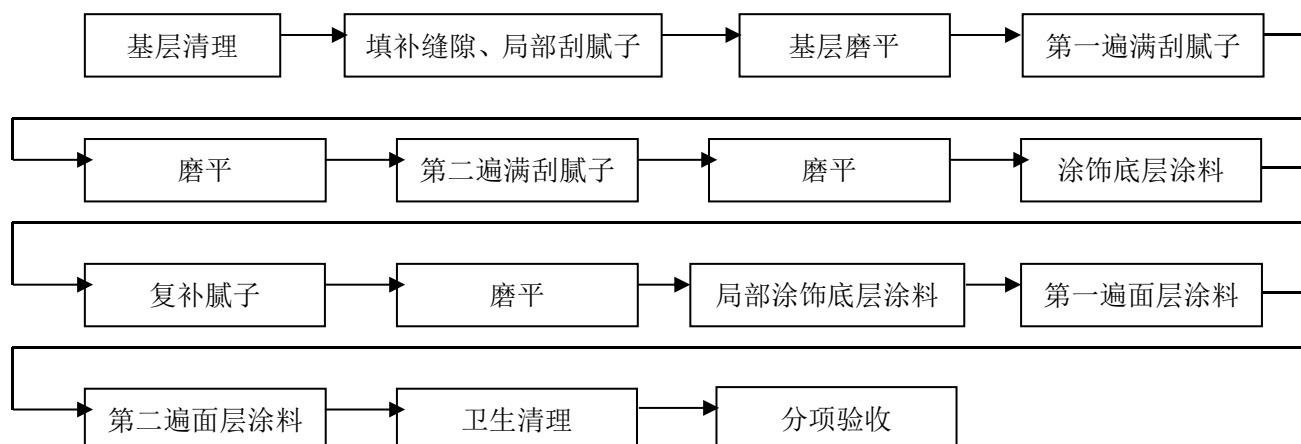 基层清理
填补缝隙、局部刮腻子
基层磨平
第一遍满刮腻子
磨平
第二遍满刮腻子
磨平
涂饰底层涂料
复补腻子
磨平
局部涂饰底层涂料
第一遍面层涂料
第二遍面层涂料
卫生清理
分项验收